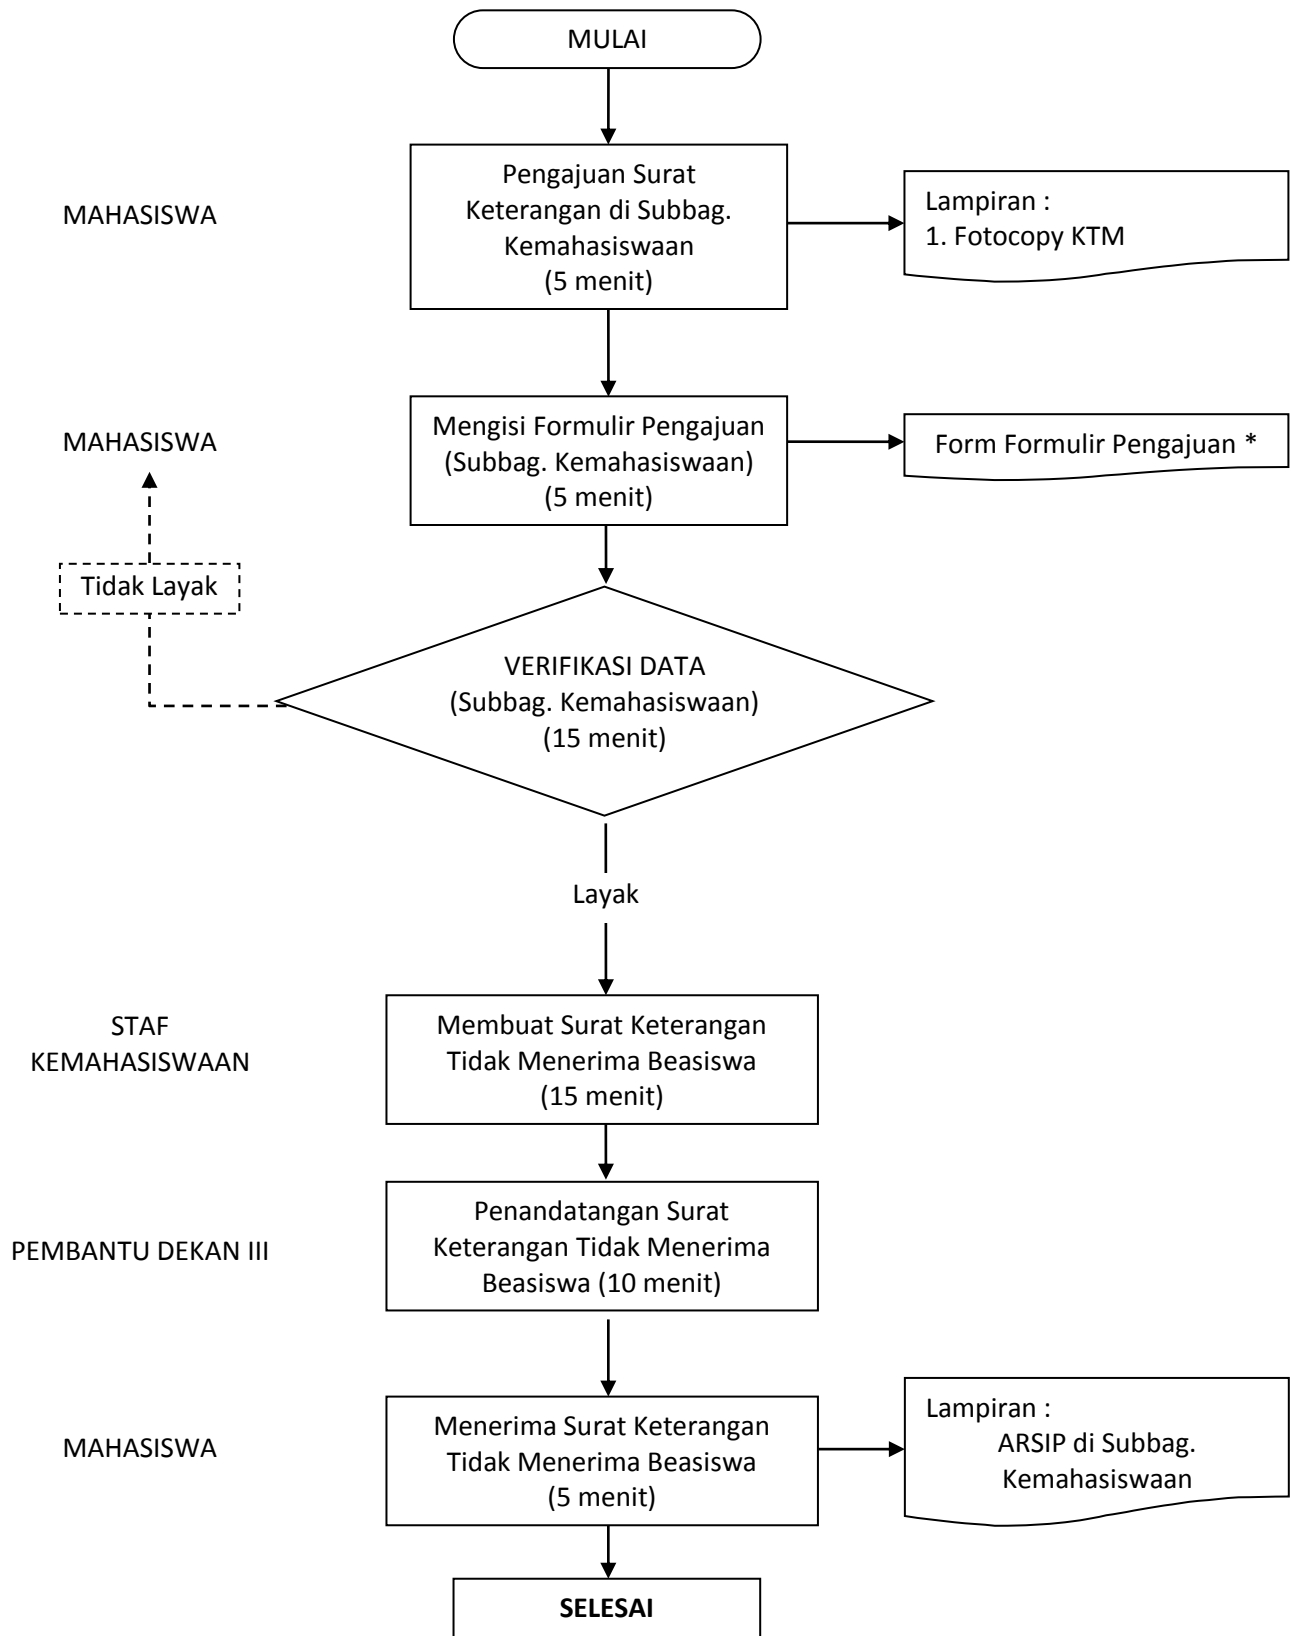 MULAI
MAHASISWA
Pengajuan Surat
Keterangan di Subbag.
Kemahasiswaan
(5 menit)
Lampiran :
1. Fotocopy KTM
MAHASISWA
Mengisi Formulir Pengajuan
(Subbag. Kemahasiswaan)
(5 menit)
Form Formulir Pengajuan *
Tidak Layak
VERIFIKASI DATA
(Subbag. Kemahasiswaan)
(15 menit)
Layak
STAF
KEMAHASISWAAN
Membuat Surat Keterangan
Tidak Menerima Beasiswa
(15 menit)
PEMBANTU DEKAN III
Penandatangan Surat
Keterangan Tidak Menerima
Beasiswa (10 menit)
MAHASISWA
Menerima Surat Keterangan
Tidak Menerima Beasiswa
(5 menit)
Lampiran :
ARSIP di Subbag.
Kemahasiswaan
SELESAI